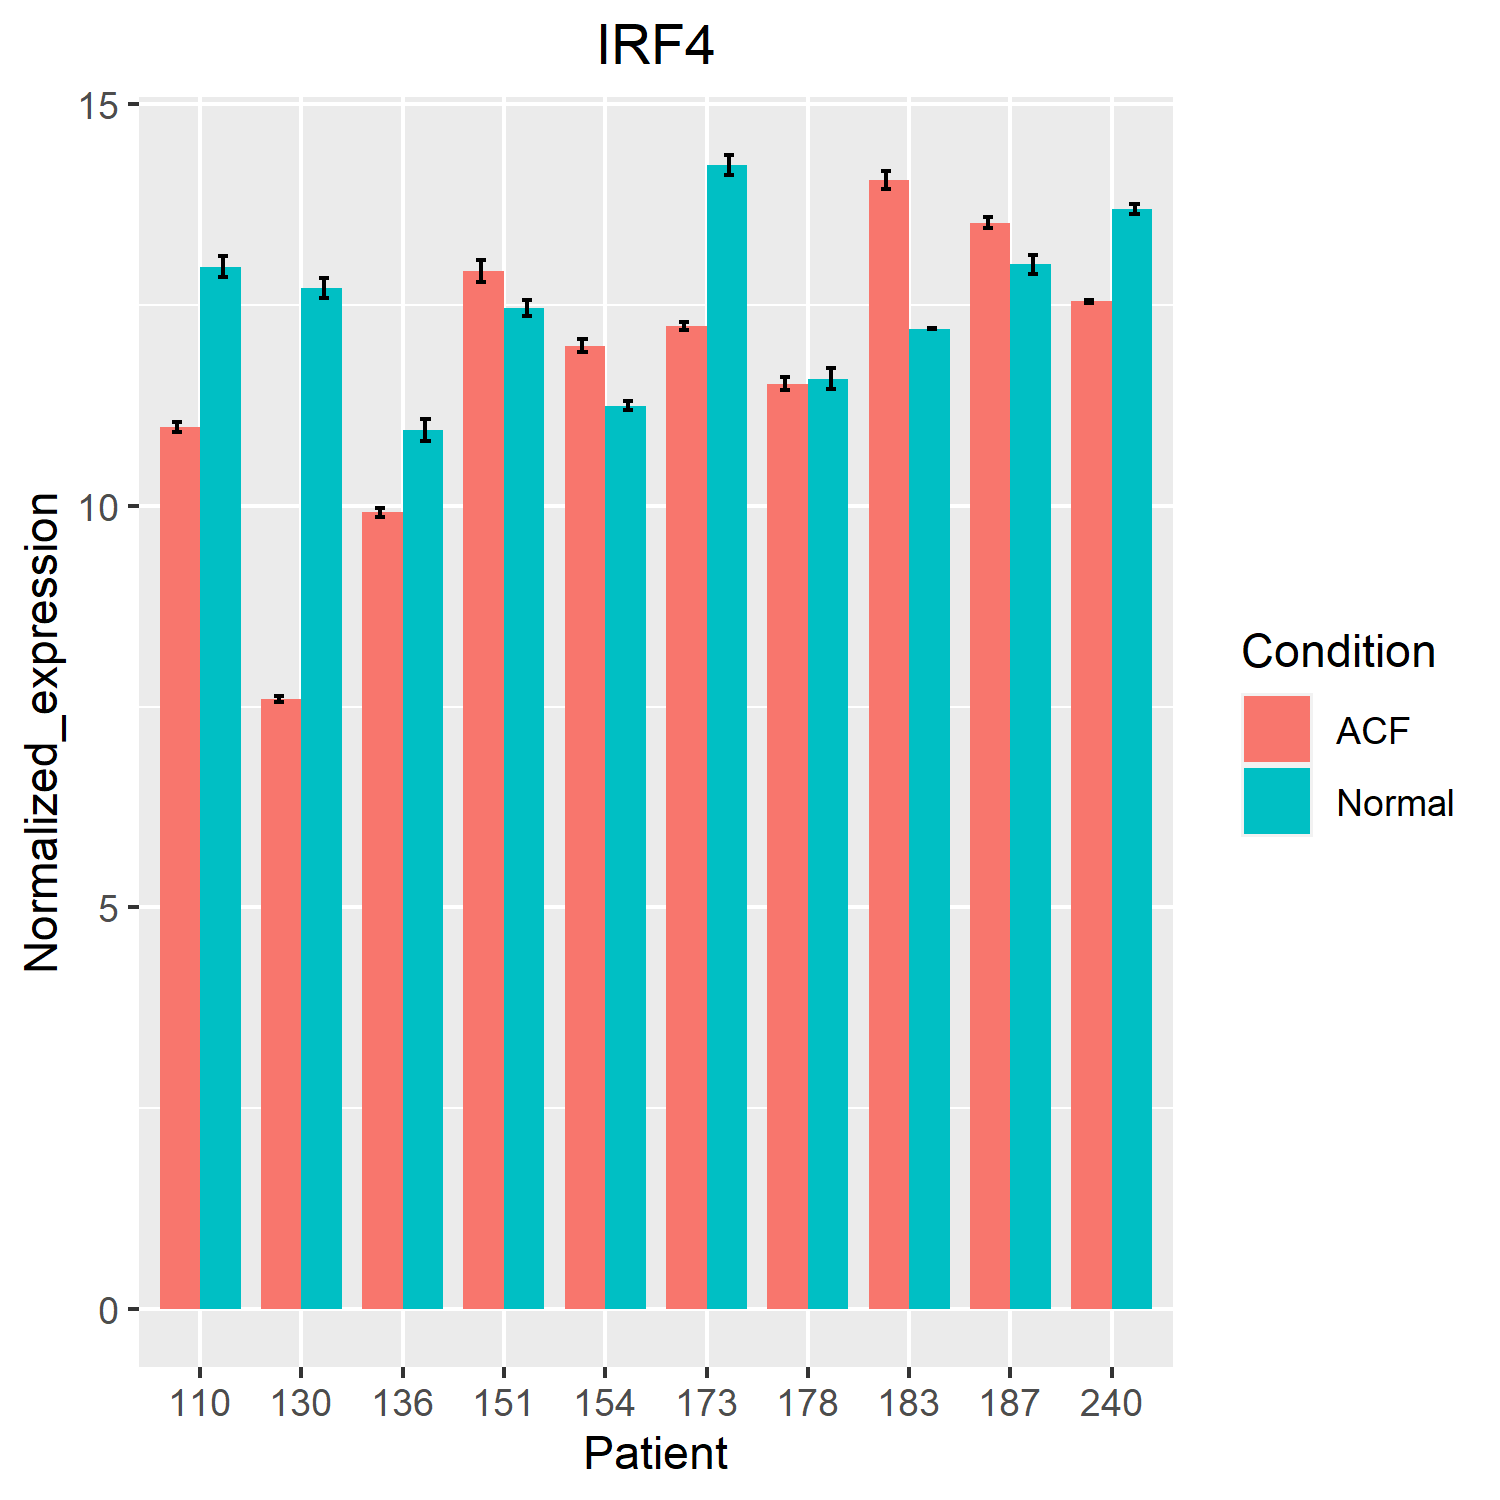 IRF4
15
10
5
0
Normalized_expression
110 130 136 151 154 173 178 183 187 240
Patient
Condition
ACF
Normal